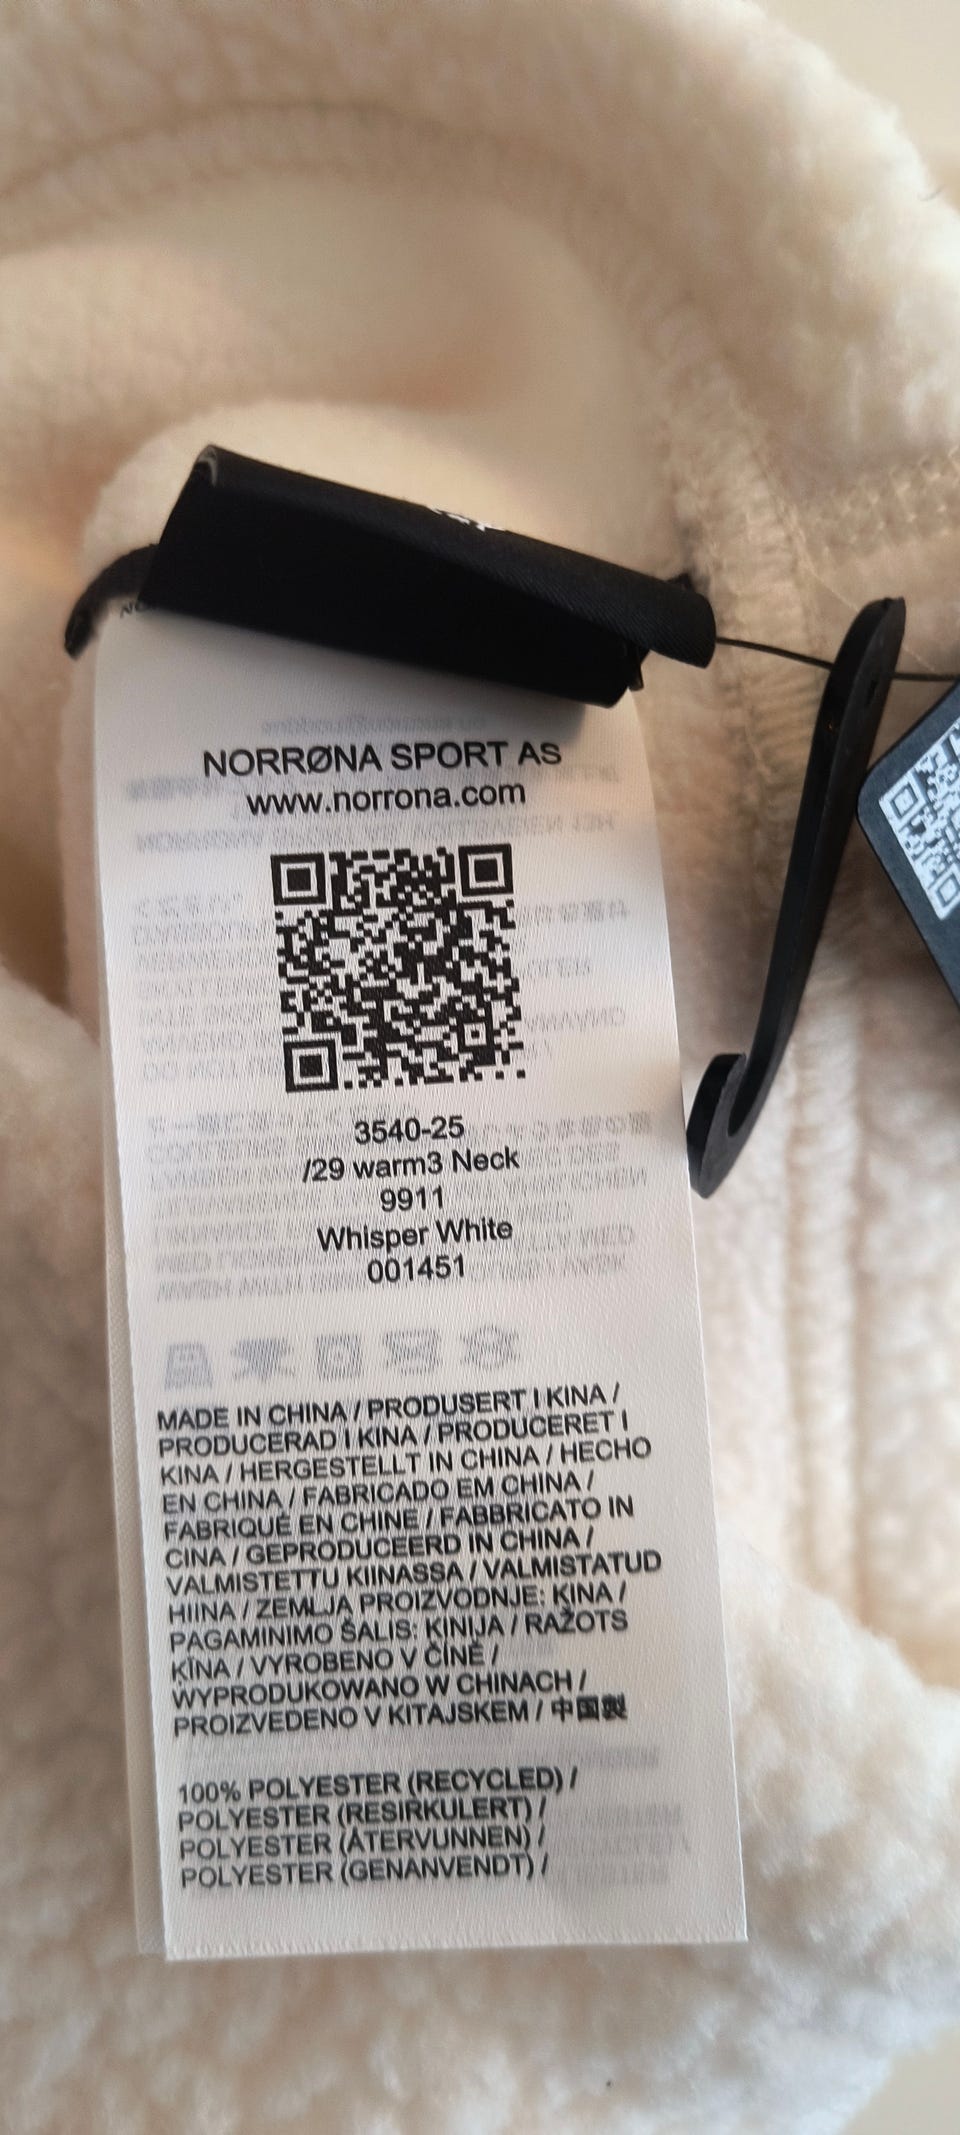 NORRØNA SPORT AS
www.norrona.com
3540-25
/29 warm3 Neck
9911
Whisper White
001451
MADE IN CHINA / PRODUSERT I KINA /
PRODUCERAD I KINA / PRODUCERET I
KINA / HERGESTELLT IN CHINA / HECHO
EN CHINA / FABRICADO EM CHINA /
FABRIQUÉ EN CHINE / FABBRICATO IN
CINA / GEPRODUCEERD IN CHINA /
VALMISTETTU KIINASSA / VALMISTATUD
HIINA / ZEMLJA PROIZVODNJE: KINA /
PAGAMINIMO ŠALIS: KINIJA / RAŽOTS
ĶĪNA / VYROBENO V ČÍNĚ /
WYPRODUKOWANO W CHINACH /
PROIZVEDENO V KITAJSKEM / 中国製
100% POLYESTER (RECYCLED) /
POLYESTER (RESIRKULERT) /
POLYESTER (ÅTERVUNNEN) /
POLYESTER (GENANVENDT) /